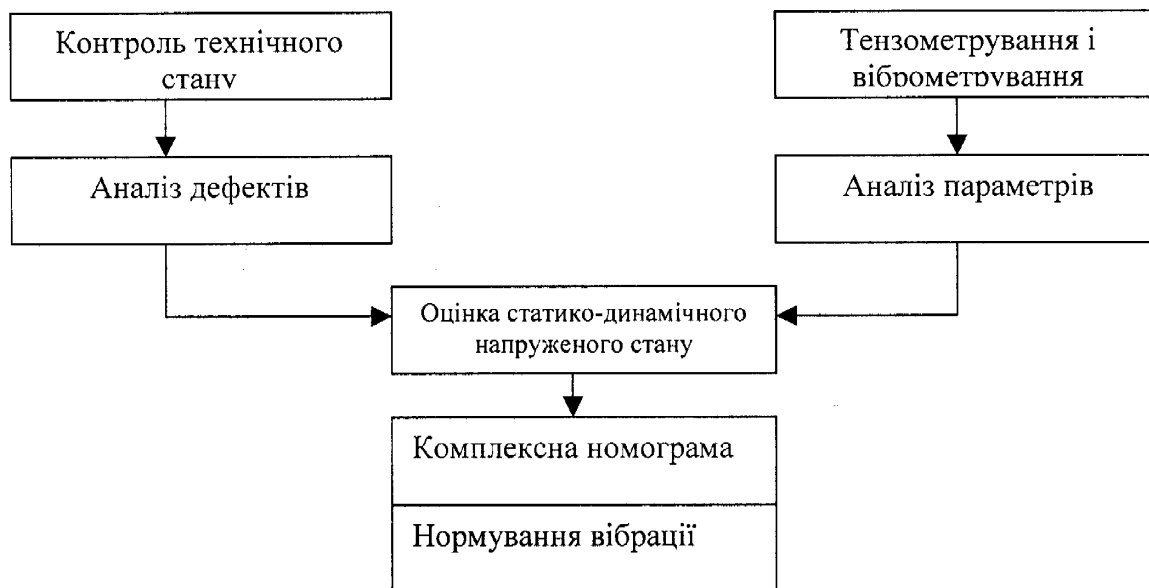 Контроль технічного
стану
Тензометрування і
віброметрування
Аналіз дефектів
Аналіз параметрів
Оцінка статико-динамічного
напруженого стану
Комплексна номограма
Нормування вібрації